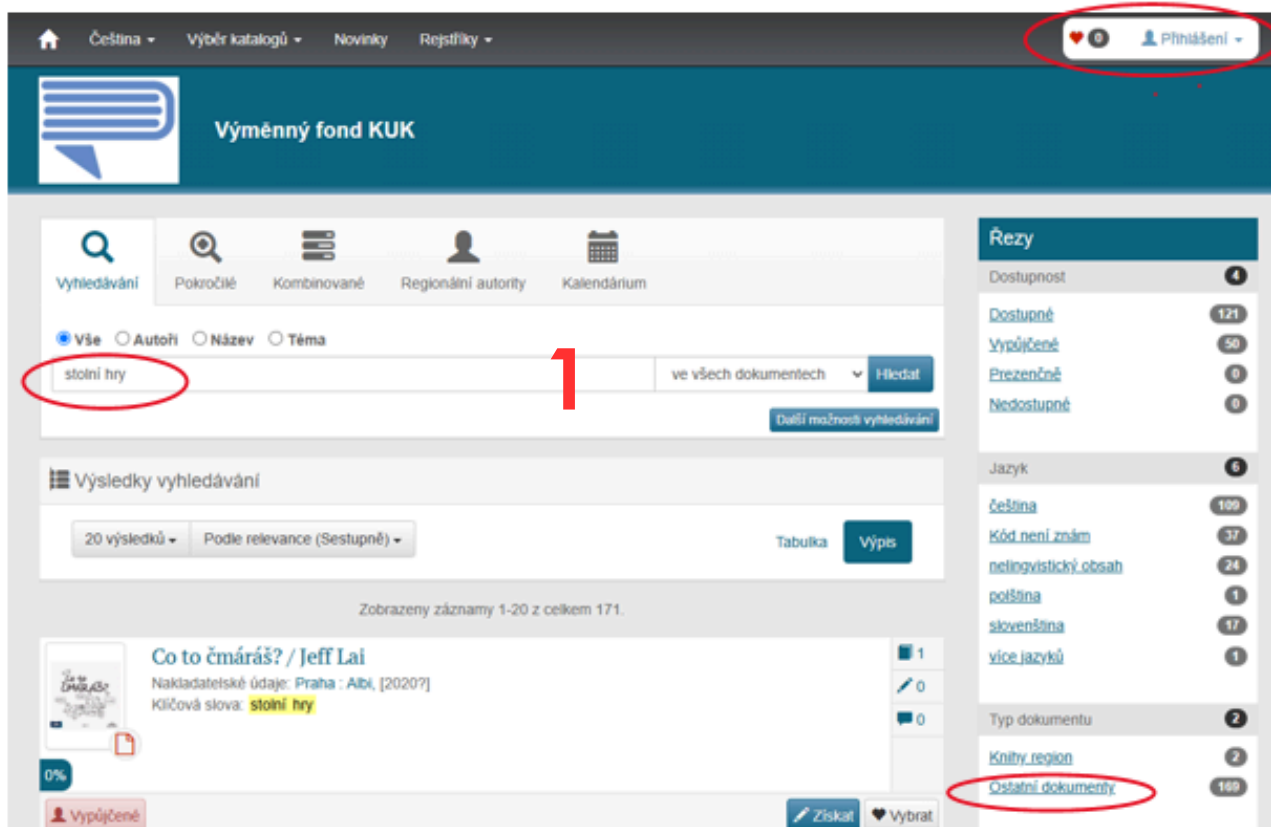 Čeština Výběr katalogů Novinky Rejstříky 0 Přihlášení
Výměnný fond KUK
Vyhledávání Pokročilé Kombinované Regionální autority Kalendárium
Vše Autoři Název Téma
stolní hry ve všech dokumentech Hledat
1
Další možnosti vyhledávání
Výsledky vyhledávání
20 výsledků Podle relevance (Sestupně) Tabulka Výpis
Zobrazeny záznamy 1-20 z celkem 171.
Co to čmáráš? / Jeff Lai 1
Nakladatelské údaje: Praha : Albi, [2020?] 0
Klíčová slova: stolní hry 0
0%
Vypůjčené Získat Vybrat
Řezy
Dostupnost 4
Dostupné 121
Vypůjčené 50
Prezenčně 0
Nedostupné 0
Jazyk 6
čeština 109
Kód není znám 37
nelingvistický obsah 24
polština 1
slovenština 17
více jazyků 1
Typ dokumentu 2
Knihy region 2
Ostatní dokumenty 169